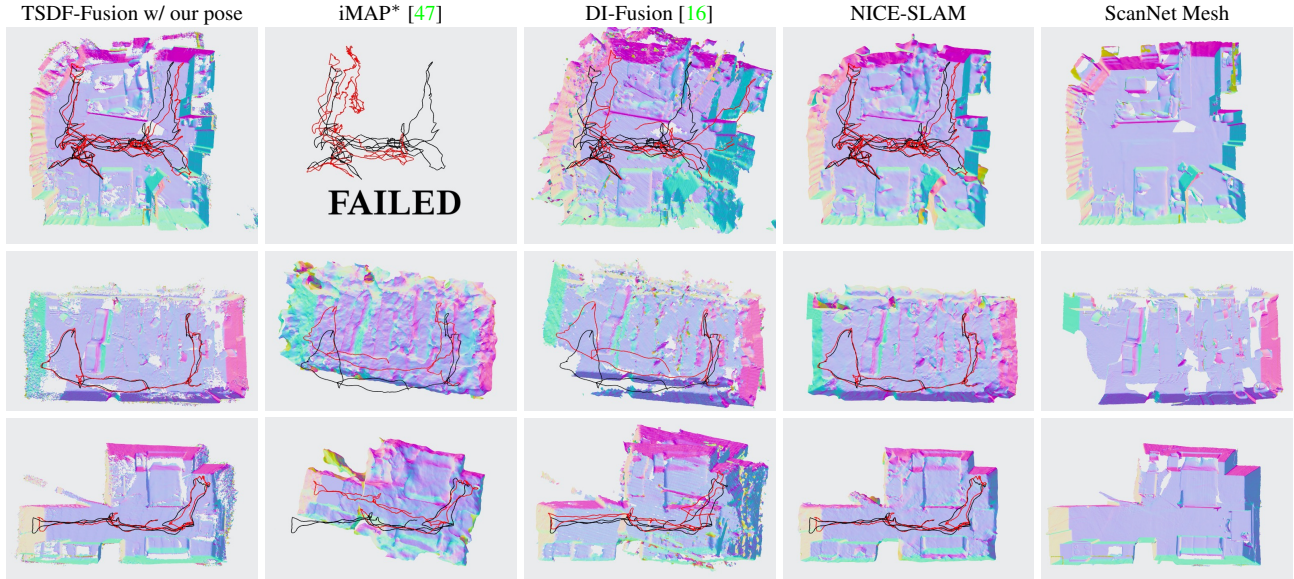 TSDF-Fusion w/ our pose iMAP* [47] DI-Fusion [16] NICE-SLAM ScanNet Mesh
FAILED